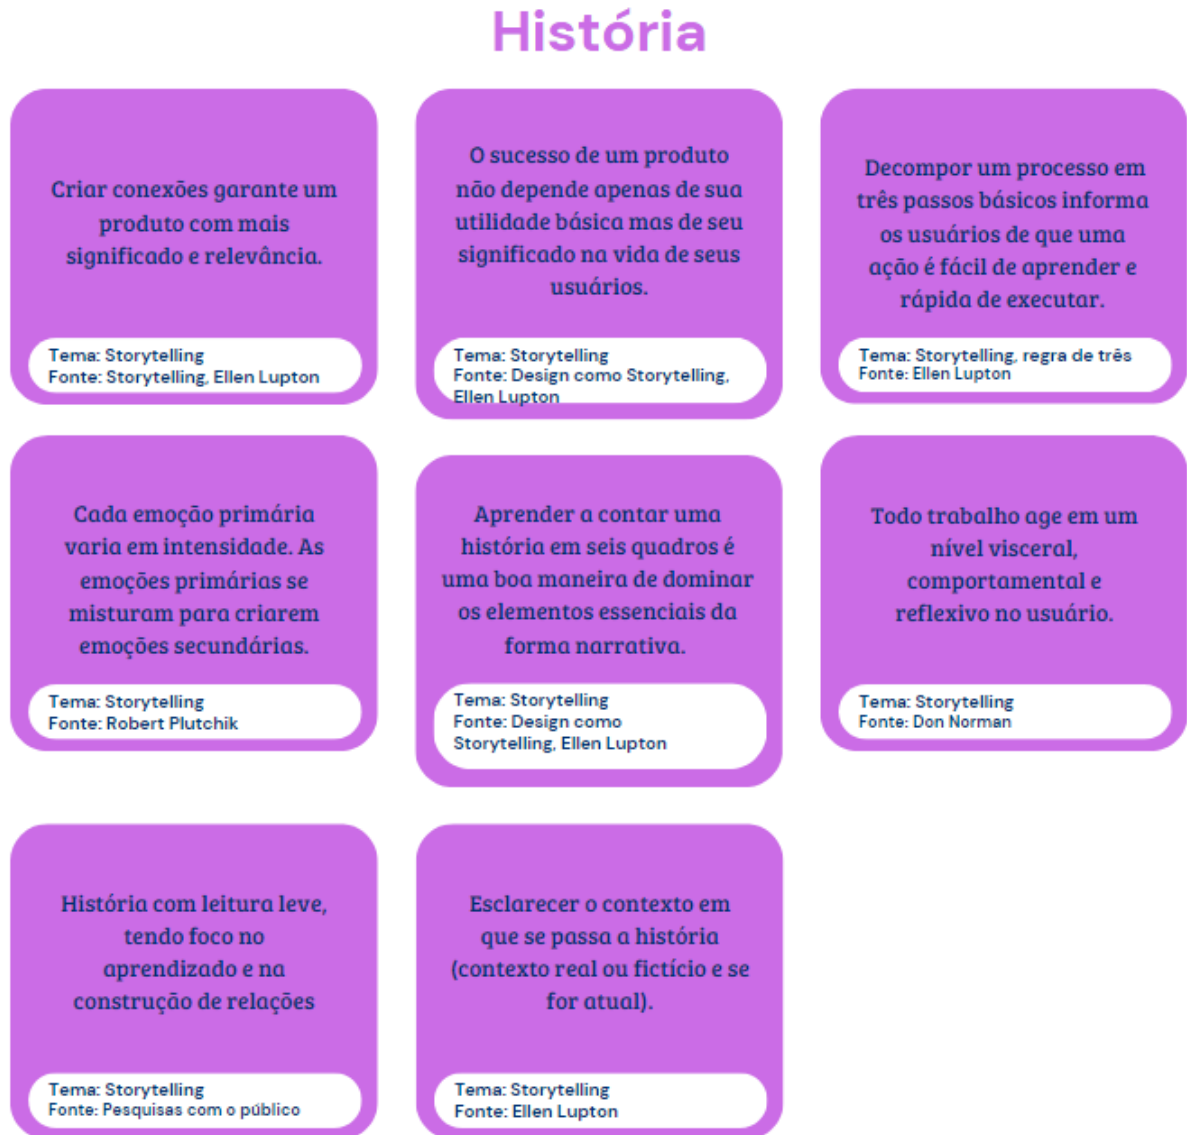 História
Criar conexões garante um
produto com mais
significado e relevância.
Tema: Storytelling
Fonte: Storytelling, Ellen Lupton
O sucesso de um produto
não depende apenas de sua
utilidade básica mas de seu
significado na vida de seus
usuários.
Tema: Storytelling
Fonte: Design como Storytelling,
Ellen Lupton
Decompor um processo em
três passos básicos informa
os usuários de que uma
ação é fácil de aprender e
rápida de executar.
Tema: Storytelling, regra de três
Fonte: Ellen Lupton
Cada emoção primária
varia em intensidade. As
emoções primárias se
misturam para criarem
emoções secundárias.
Tema: Storytelling
Fonte: Robert Plutchik
Aprender a contar uma
história em seis quadros é
uma boa maneira de dominar
os elementos essenciais da
forma narrativa.
Tema: Storytelling
Fonte: Design como
Storytelling, Ellen Lupton
Todo trabalho age em um
nível visceral,
comportamental e
reflexivo no usuário.
Tema: Storytelling
Fonte: Don Norman
História com leitura leve,
tendo foco no
aprendizado e na
construção de relações
Tema: Storytelling
Fonte: Pesquisas com o público
Esclarecer o contexto em
que se passa a história
(contexto real ou fictício e se
for atual).
Tema: Storytelling
Fonte: Ellen Lupton